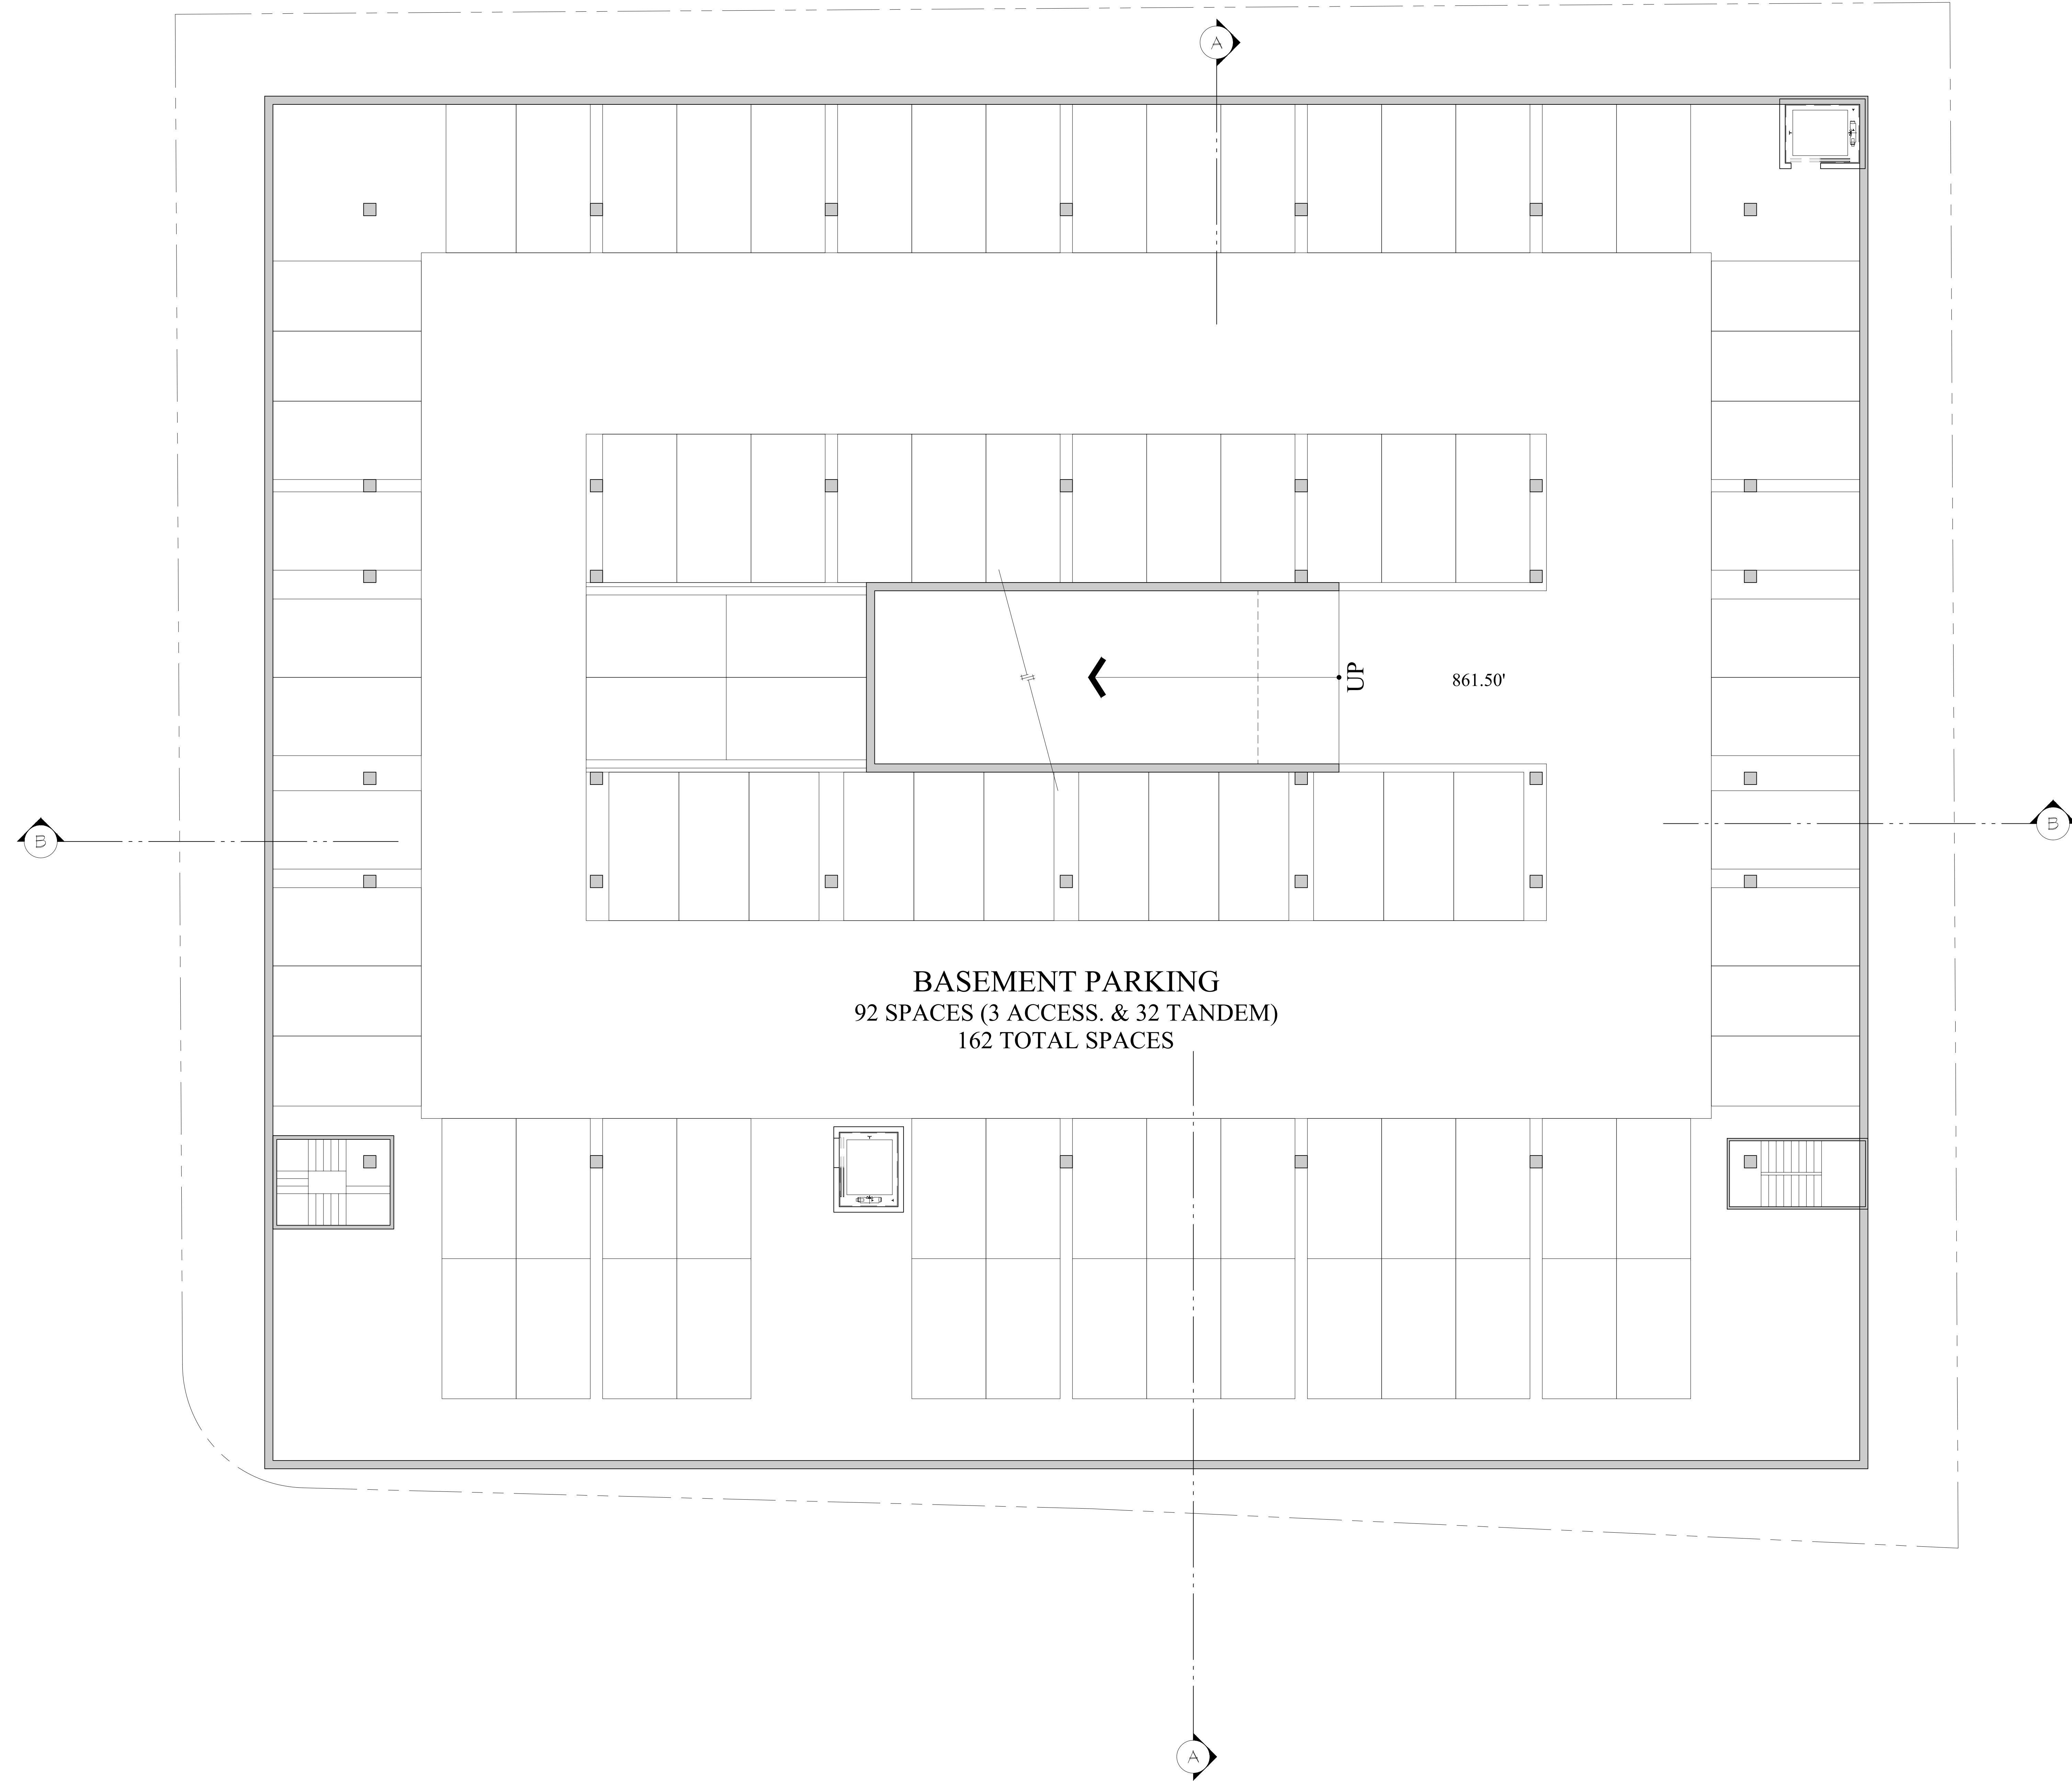 A
UP
861.50'
B
B
BASEMENT PARKING
92 SPACES (3 ACCESS. & 32 TANDEM)
162 TOTAL SPACES
A